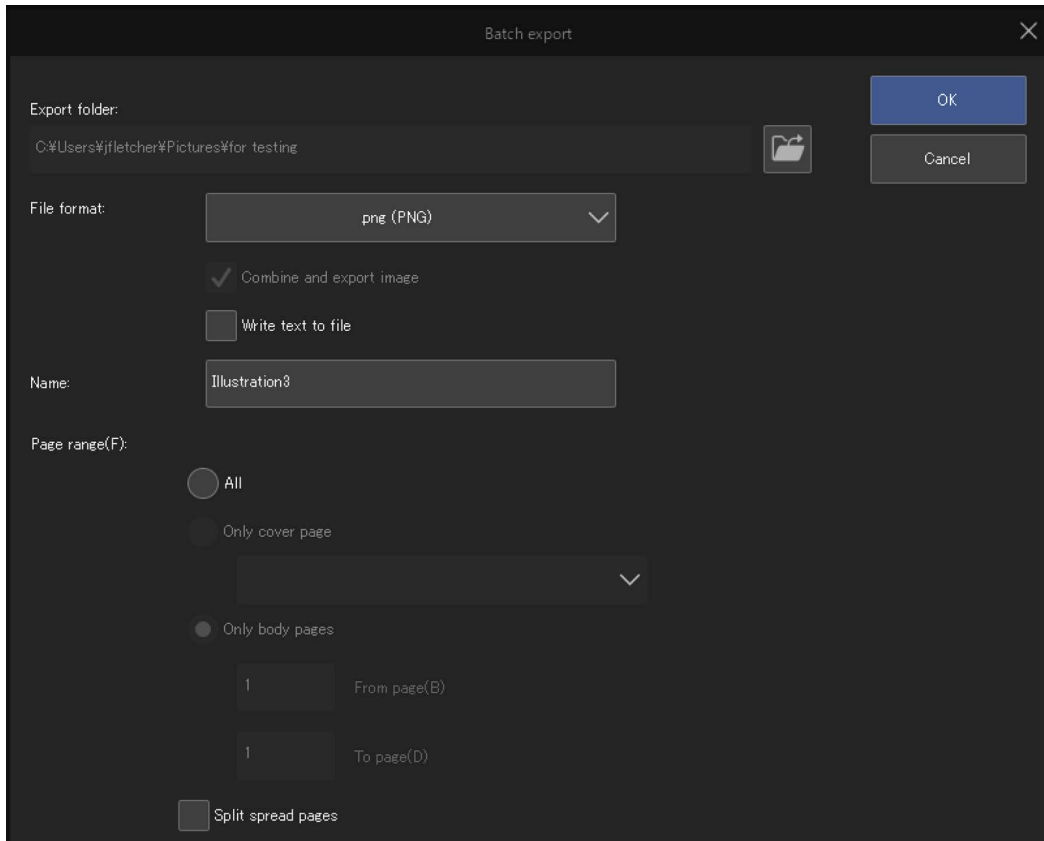 Batch export
Export folder:
OK
C:¥Users¥jfletcher¥Pictures¥for testing
Cancel
File format:
.png (PNG)
Combine and export image
Write text to file
Name:
Illustration3
Page range(F):
All
Only cover page
Only body pages
1 From page(B)
1 To page(D)
Split spread pages